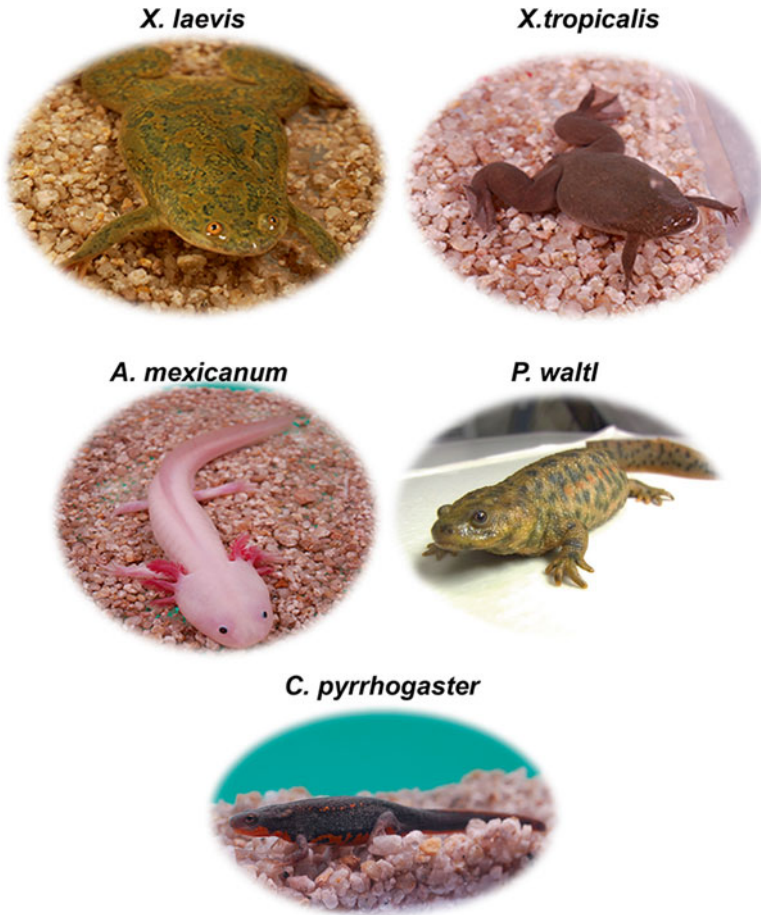 X. laevis
X.tropicalis
A. mexicanum
P. waltl
C. pyrrhogaster